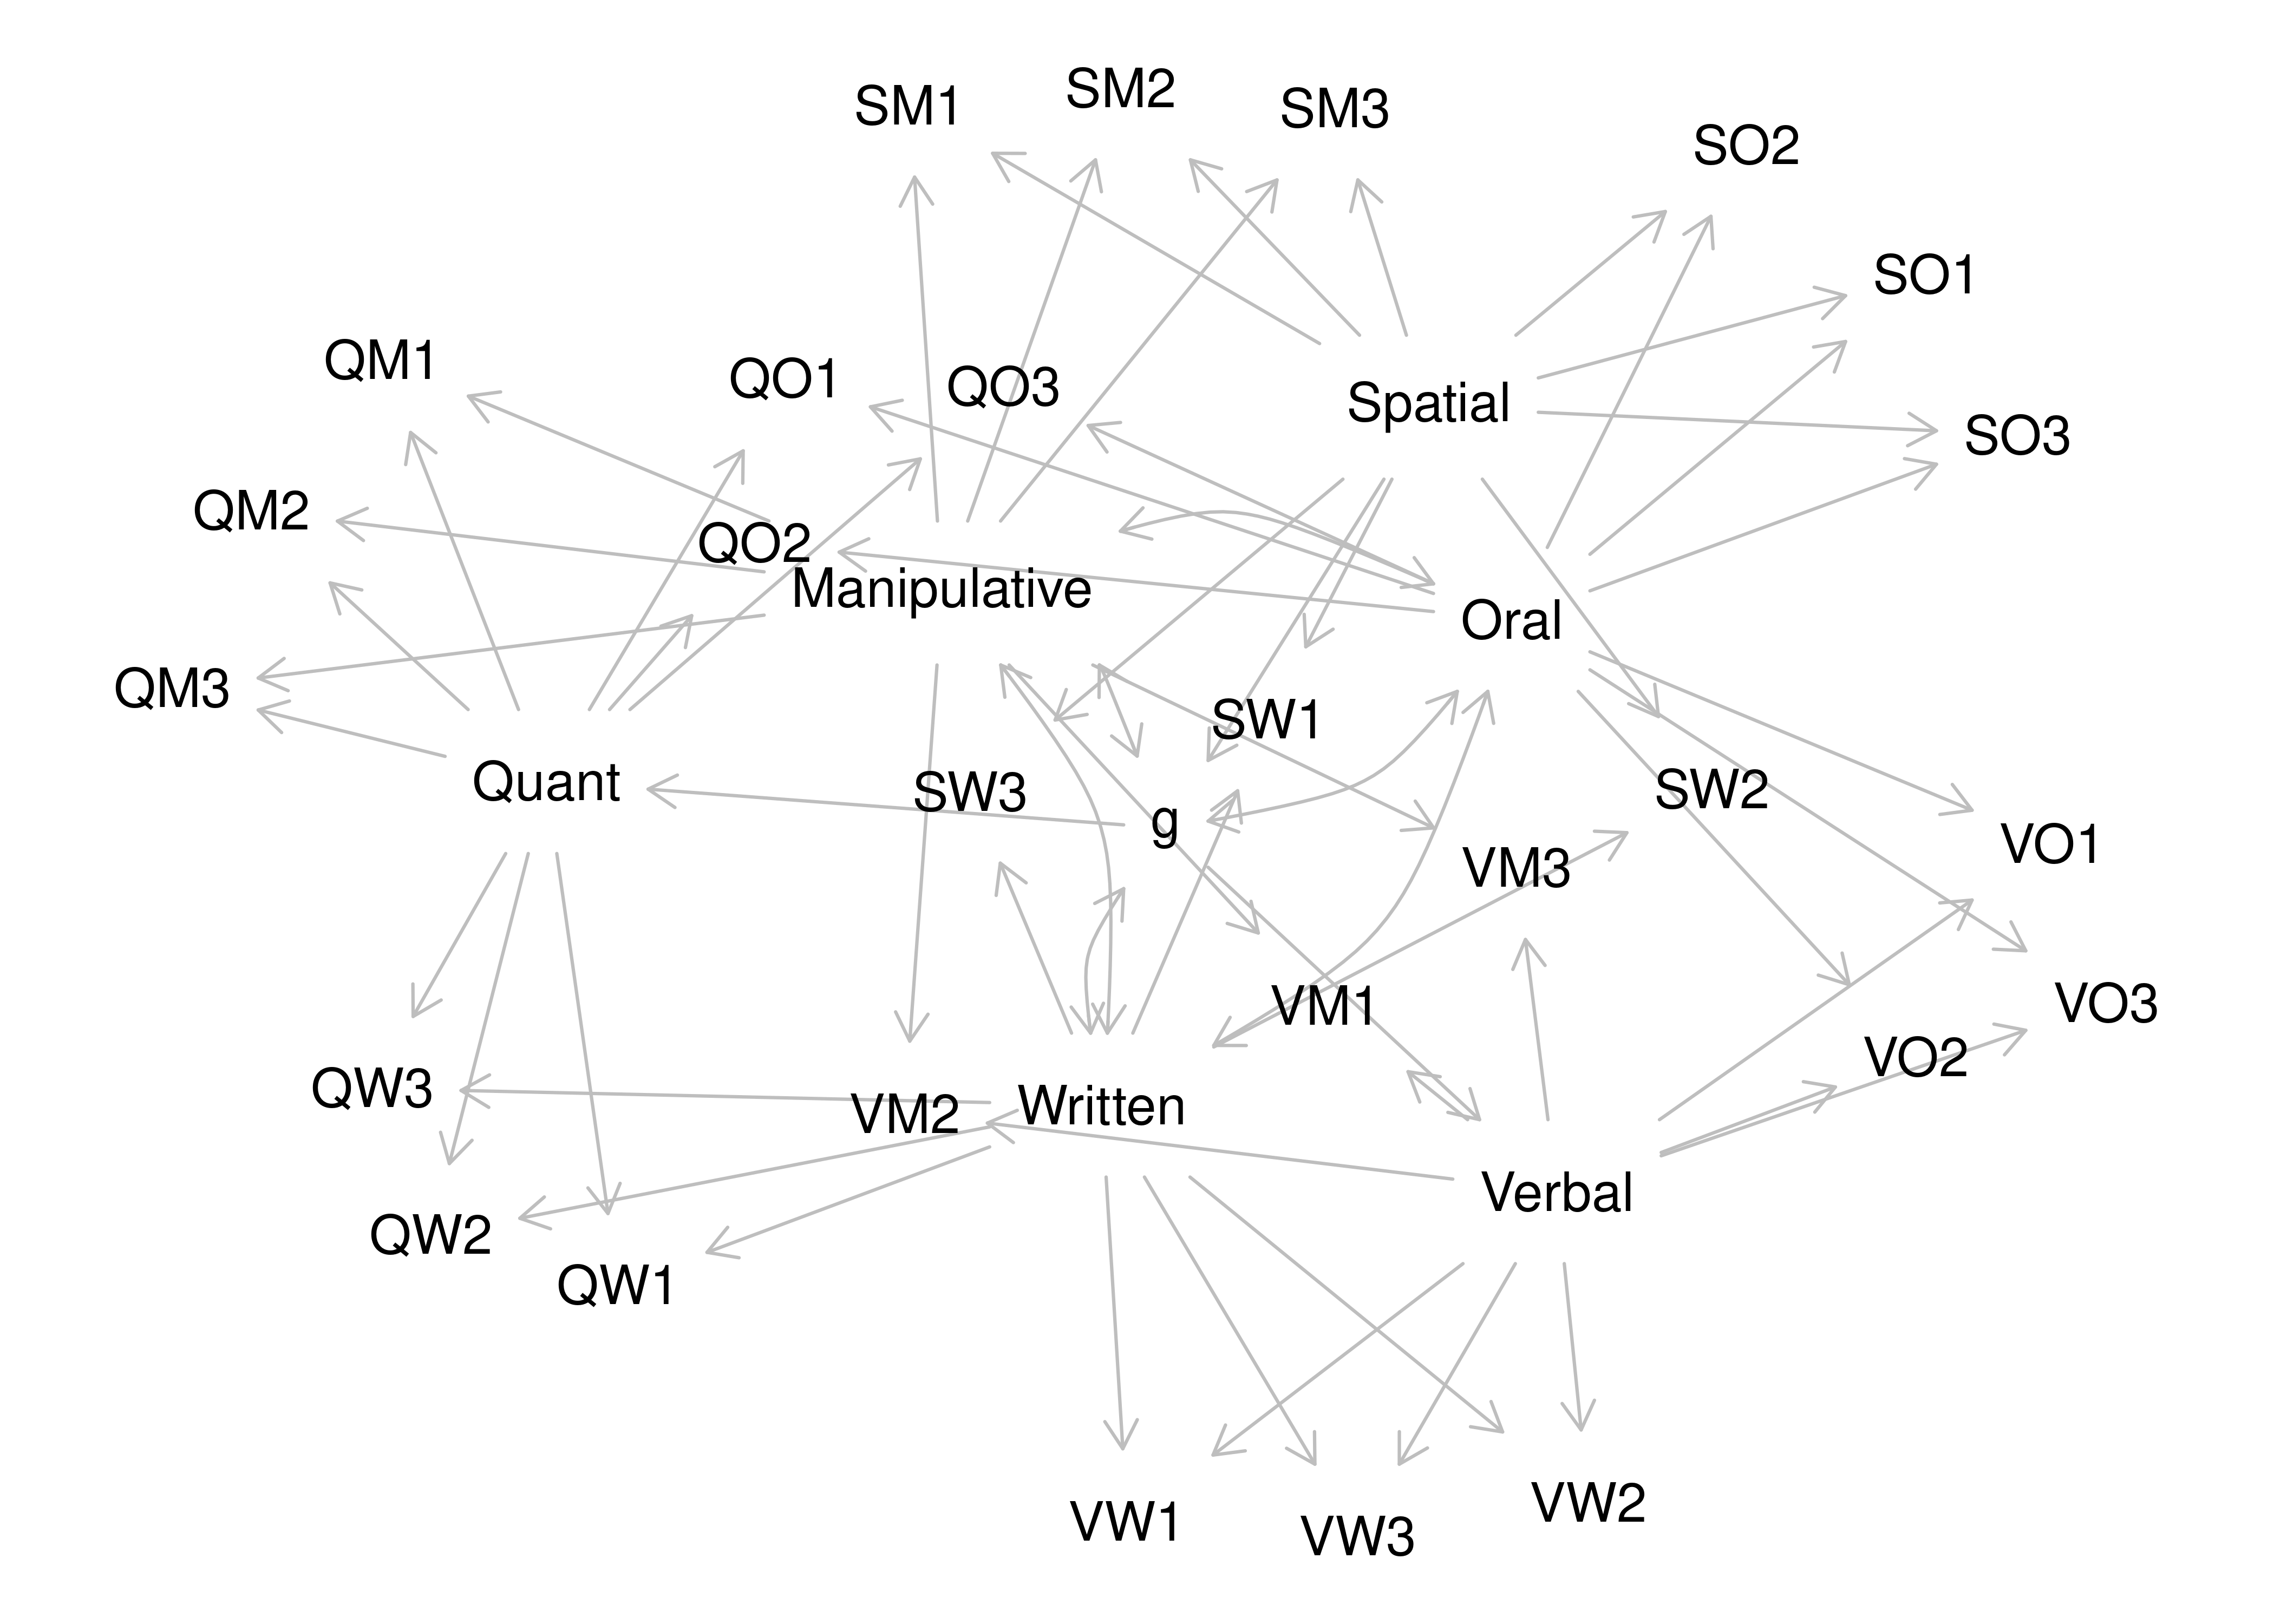 SM1
SM2
SM3
SO2
SO1
QM1
QO1
QO3
Spatial
SO3
QM2
QO2
Manipulative
Oral
QM3
SW1
Quant
SW3
g
SW2
VM3
VO1
VM1
VO3
VO2
QW3
VM2
Written
Verbal
QW2
QW1
VW1
VW3
VW2